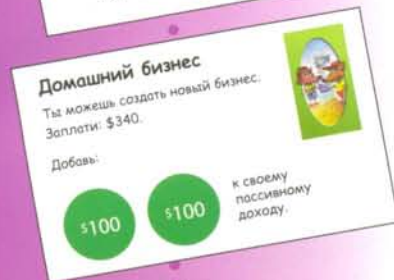 Домашний бизнес
Ты можешь создать новый бизнес.
Заплати: $340.
Добавь:
$100 $100
к своему
пассивному
доходу.